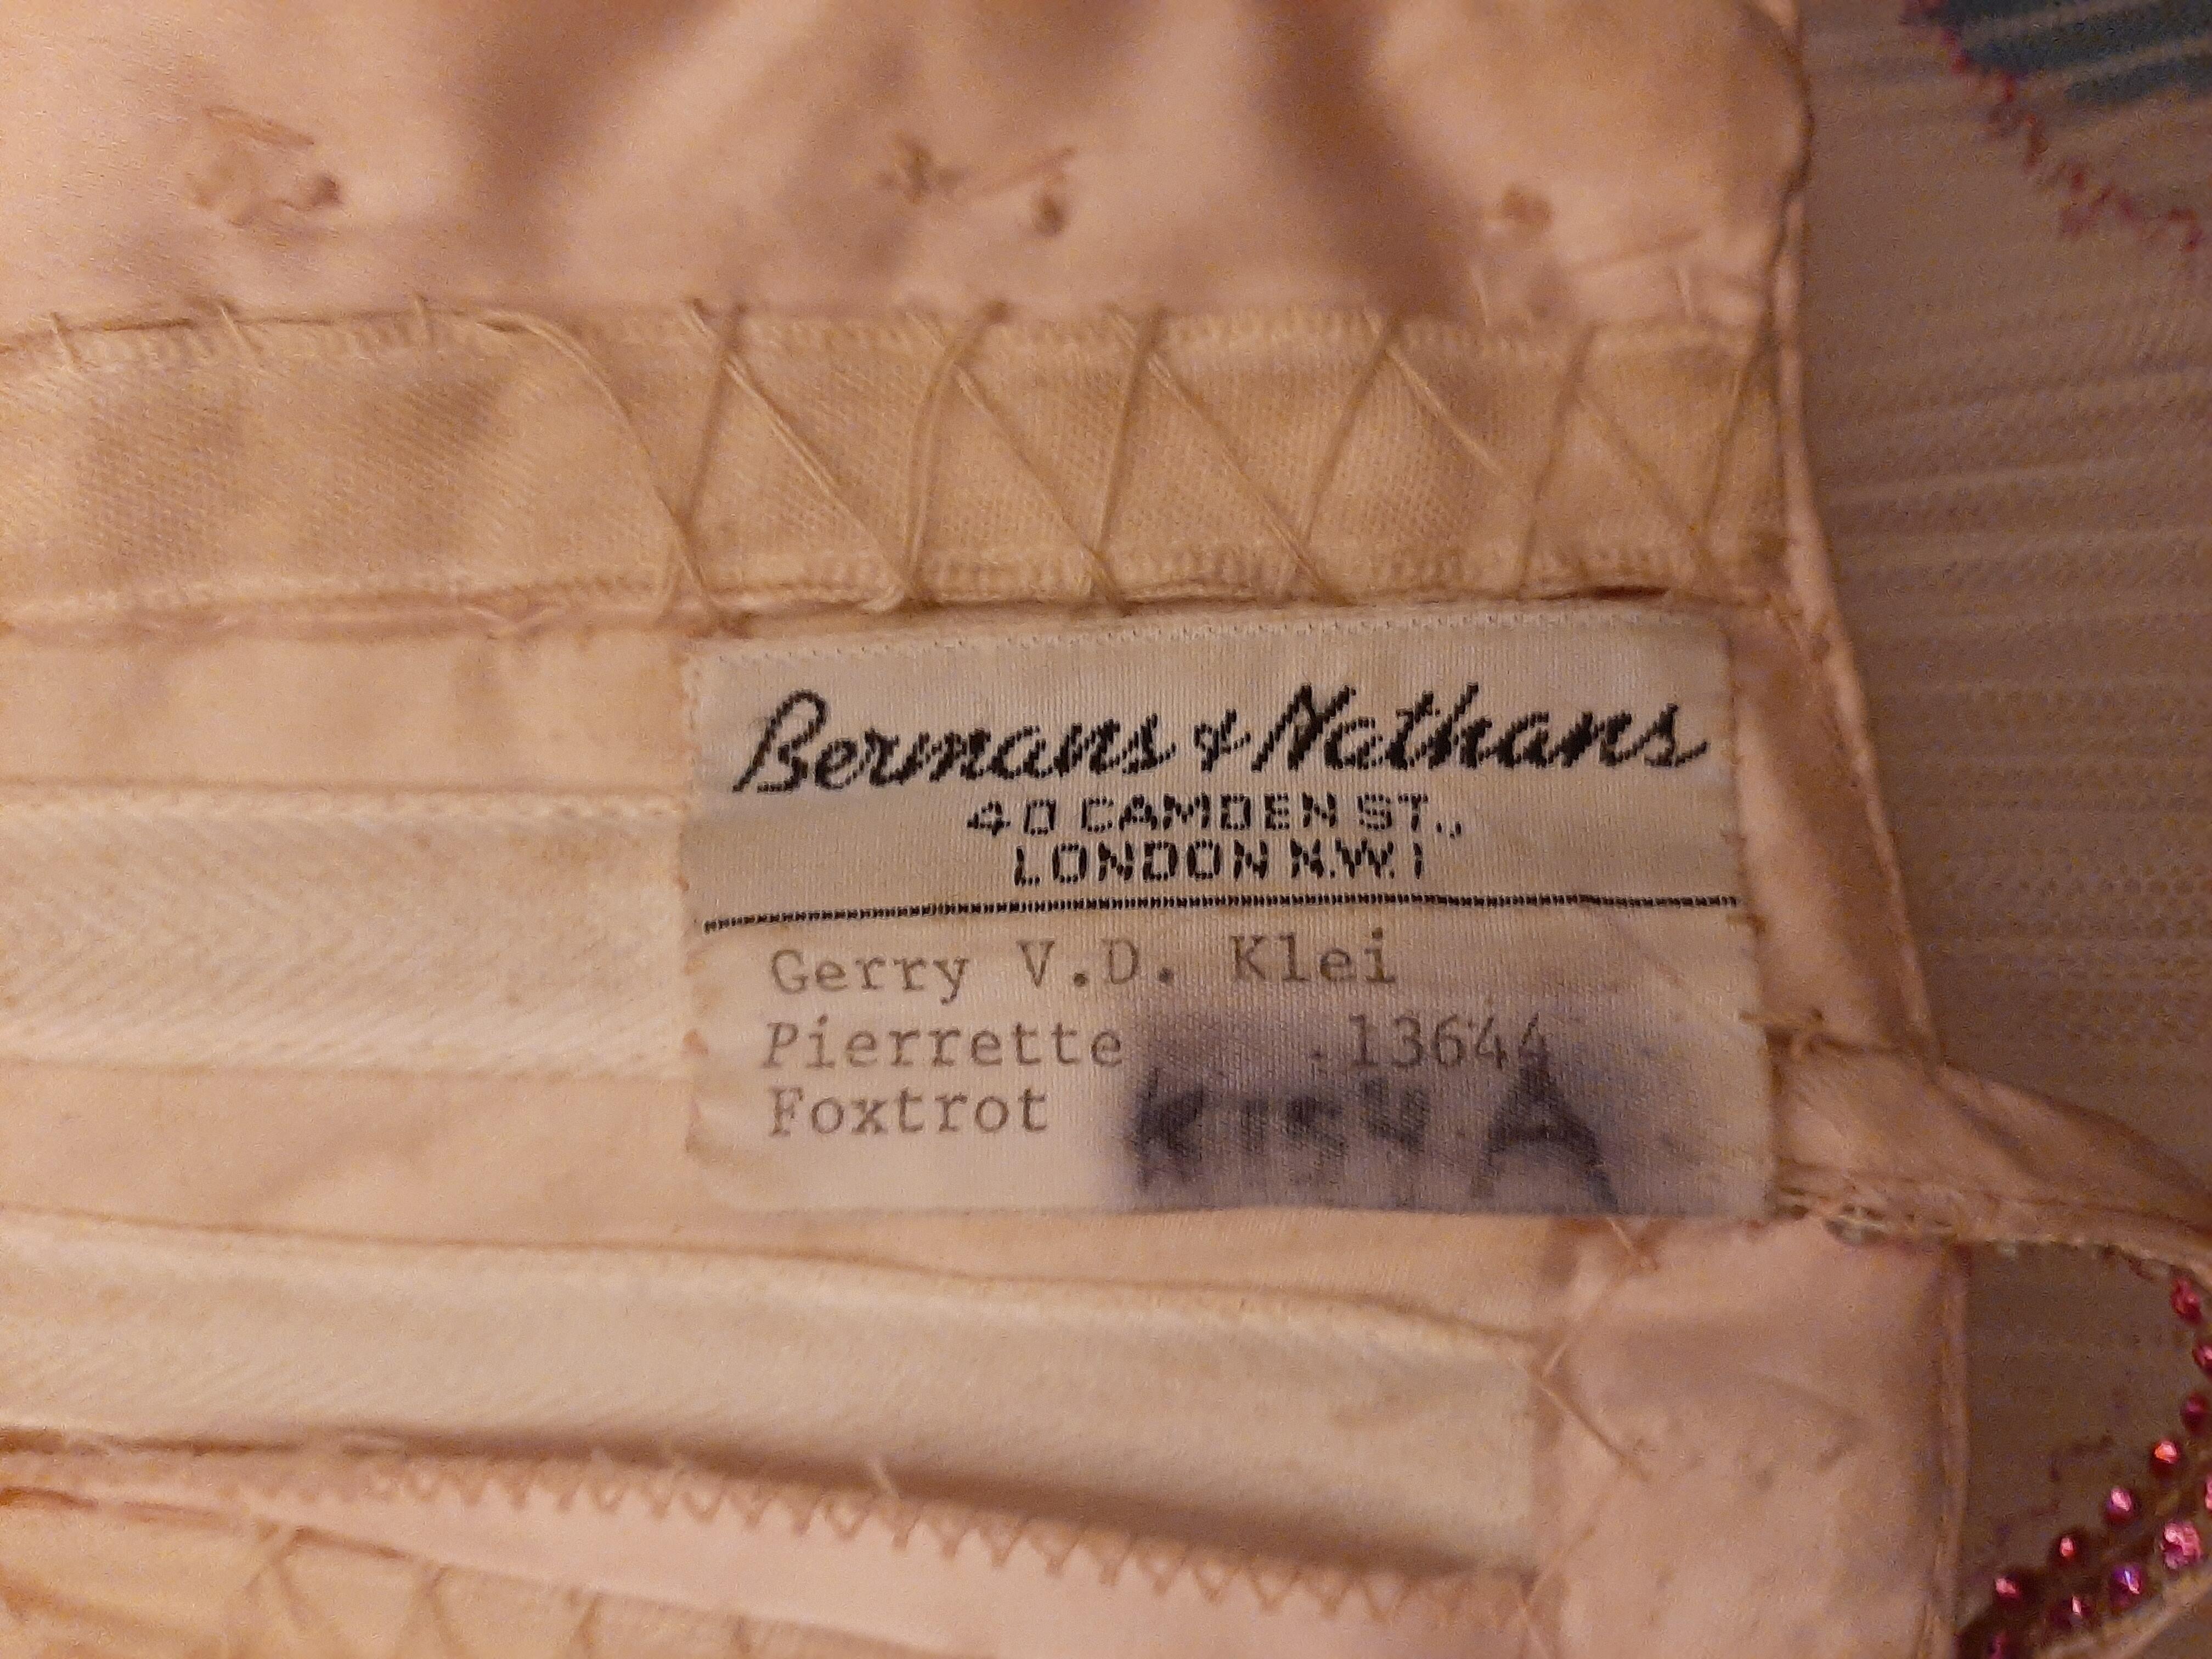 Bermans & Nathans
40 CAMDEN ST.,
LONDON N.W.1
Gerry V.D. Klei
Pierrette .13644
Foxtrot